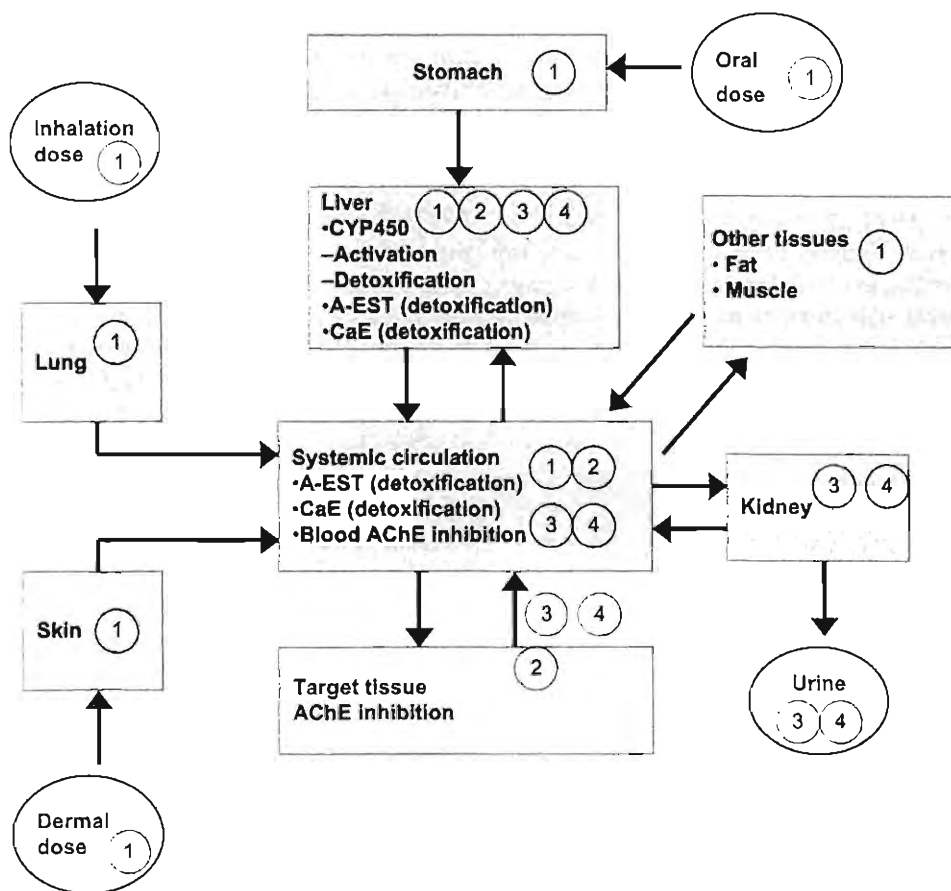 Stomach 1
Oral
dose 1
Inhalation
dose 1
Liver 1 2 3 4
•CYP450
–Activation
–Detoxification
•A-EST (detoxification)
•CaE (detoxification)
Other tissues 1
• Fat
• Muscle
Lung 1
Systemic circulation 1 2
•A-EST (detoxification)
•CaE (detoxification)
•Blood AChE inhibition 3 4
Kidney 3 4
Skin 1
3 4
2
Target tissue
AChE inhibition
Urine
3 4
Dermal
dose 1